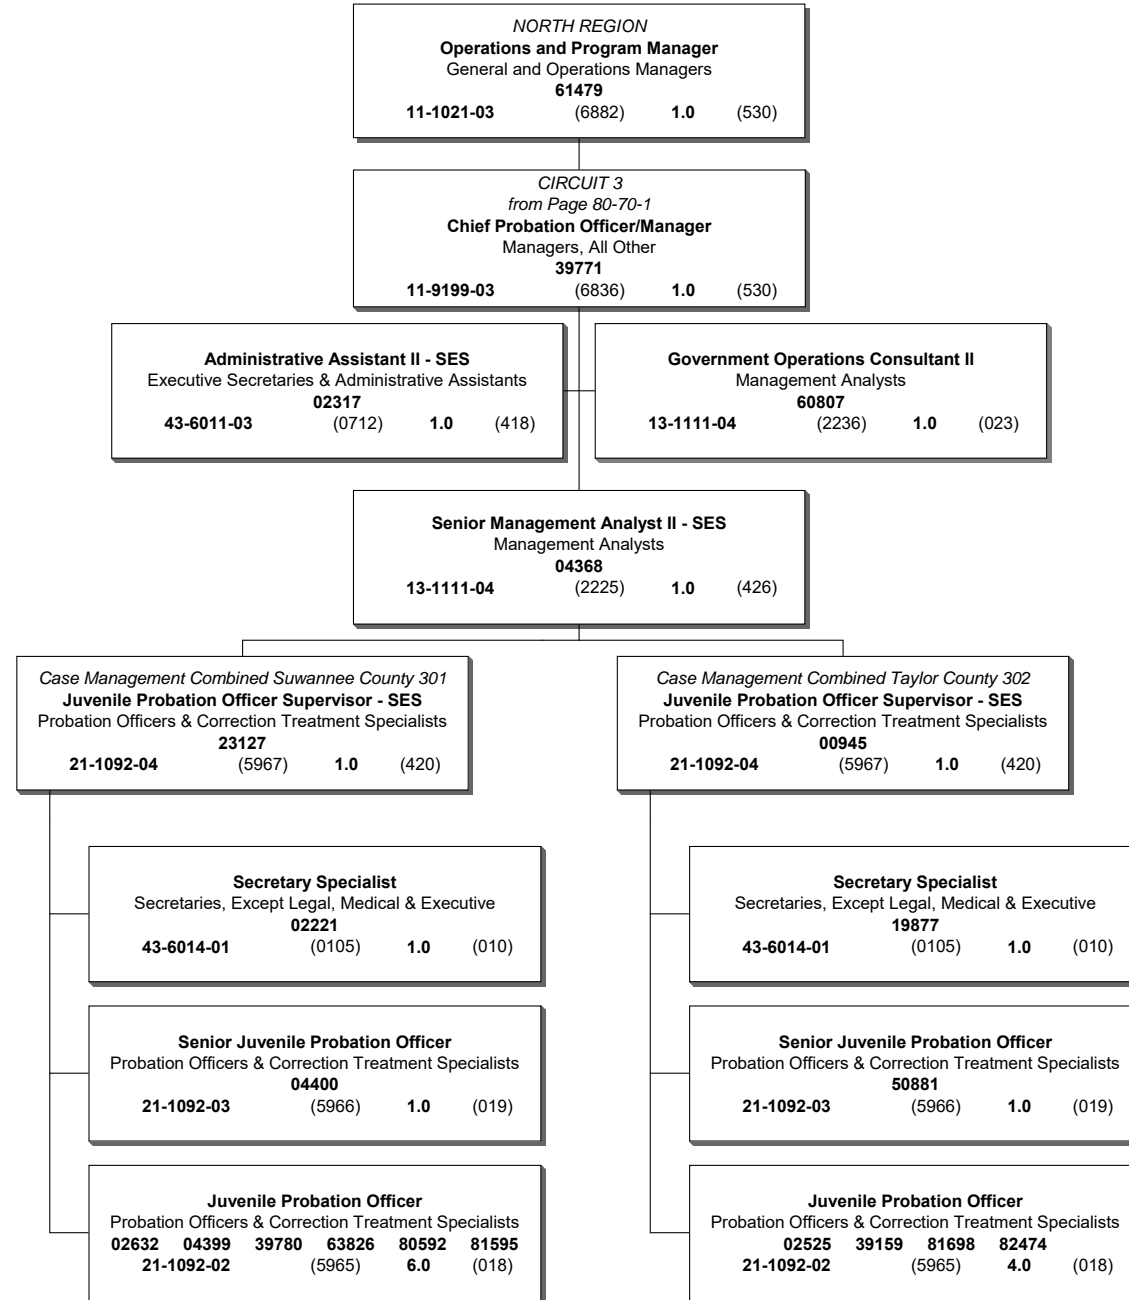 NORTH REGION
Operations and Program Manager
General and Operations Managers
61479
11-1021-03 (6882) 1.0 (530)
CIRCUIT 3
from Page 80-70-1
Chief Probation Officer/Manager
Managers, All Other
39771
11-9199-03 (6836) 1.0 (530)
Administrative Assistant II - SES
Executive Secretaries & Administrative Assistants
02317
43-6011-03 (0712) 1.0 (418)
Government Operations Consultant II
Management Analysts
60807
13-1111-04 (2236) 1.0 (023)
Senior Management Analyst II - SES
Management Analysts
04368
13-1111-04 (2225) 1.0 (426)
Case Management Combined Suwannee County 301
Juvenile Probation Officer Supervisor - SES
Probation Officers & Correction Treatment Specialists
23127
21-1092-04 (5967) 1.0 (420)
Secretary Specialist
Secretaries, Except Legal, Medical & Executive
02221
43-6014-01 (0105) 1.0 (010)
Senior Juvenile Probation Officer
Probation Officers & Correction Treatment Specialists
04400
21-1092-03 (5966) 1.0 (019)
Juvenile Probation Officer
Probation Officers & Correction Treatment Specialists
02632 04399 39780 63826 80592 81595
21-1092-02 (5965) 6.0 (018)
Case Management Combined Taylor County 302
Juvenile Probation Officer Supervisor - SES
Probation Officers & Correction Treatment Specialists
00945
21-1092-04 (5967) 1.0 (420)
Secretary Specialist
Secretaries, Except Legal, Medical & Executive
19877
43-6014-01 (0105) 1.0 (010)
Senior Juvenile Probation Officer
Probation Officers & Correction Treatment Specialists
50881
21-1092-03 (5966) 1.0 (019)
Juvenile Probation Officer
Probation Officers & Correction Treatment Specialists
02525 39159 81698 82474
21-1092-02 (5965) 4.0 (018)